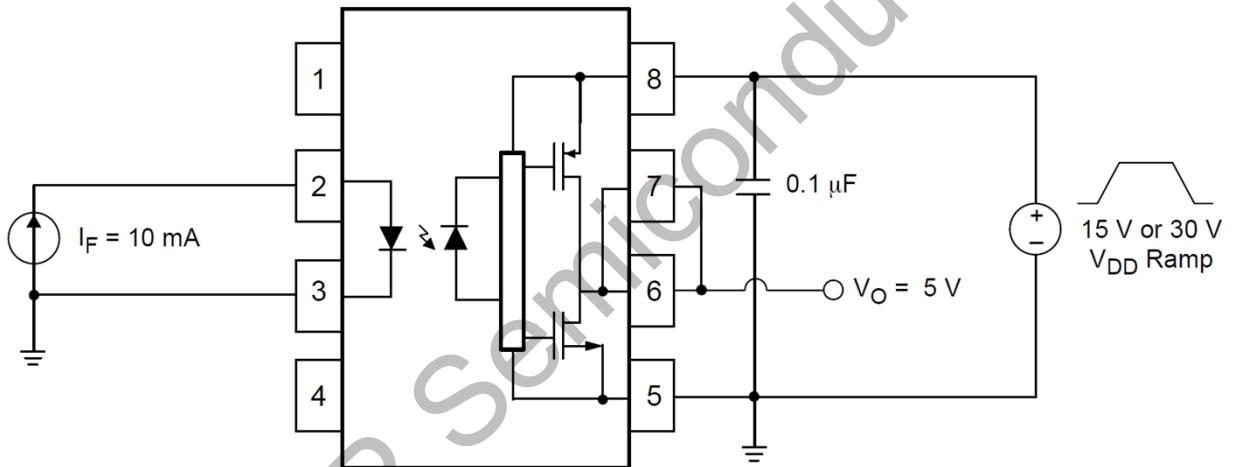 1
2
3
4
8
7
6
5
I_F = 10 mA
0.1 μF
V_O = 5 V
+
–
15 V or 30 V
V_DD Ramp
Semicondu